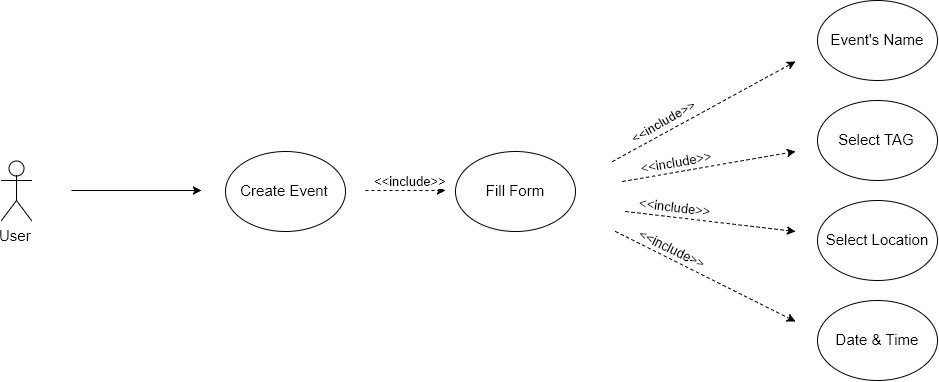 Event's Name
<<include>>
Select TAG
<<include>>
Create Event
<<include>>
Fill Form
<<include>>
User
Select Location
<<include>>
Date & Time